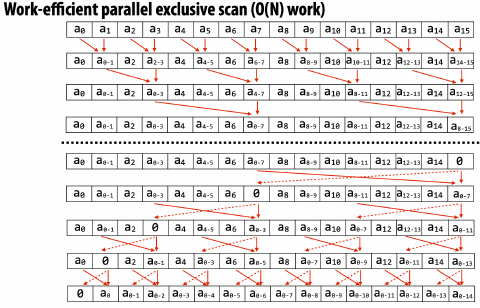 Work-efficient parallel exclusive scan (O(N) work)
a0 a1 a2 a3 a4 a5 a6 a7 a8 a9 a10 a11 a12 a13 a14 a15
a0 a0-1 a2 a2-3 a4 a4-5 a6 a6-7 a8 a8-9 a10 a10-11 a12 a12-13 a14 a14-15
a0 a0-1 a2 a0-3 a4 a4-5 a6 a4-7 a8 a8-9 a10 a8-11 a12 a12-13 a14 a12-15
a0 a0-1 a2 a0-3 a4 a4-5 a6 a0-7 a8 a8-9 a10 a8-11 a12 a12-13 a14 a8-15
a0 a0-1 a2 a0-3 a4 a4-5 a6 a0-7 a8 a8-9 a10 a8-11 a12 a12-13 a14 0
a0 a0-1 a2 a0-3 a4 a4-5 a6 0 a8 a8-9 a10 a8-11 a12 a12-13 a14 a0-7
a0 a0-1 a2 0 a4 a4-5 a6 a0-3 a8 a8-9 a10 a0-7 a12 a12-13 a14 a0-11
a0 0 a2 a0-1 a4 a0-3 a6 a0-5 a8 a0-7 a10 a0-9 a12 a0-11 a14 a0-13
0 a0 a0-1 a0-2 a0-3 a0-4 a0-5 a0-6 a0-7 a0-8 a0-9 a0-10 a0-11 a0-12 a0-13 a0-14